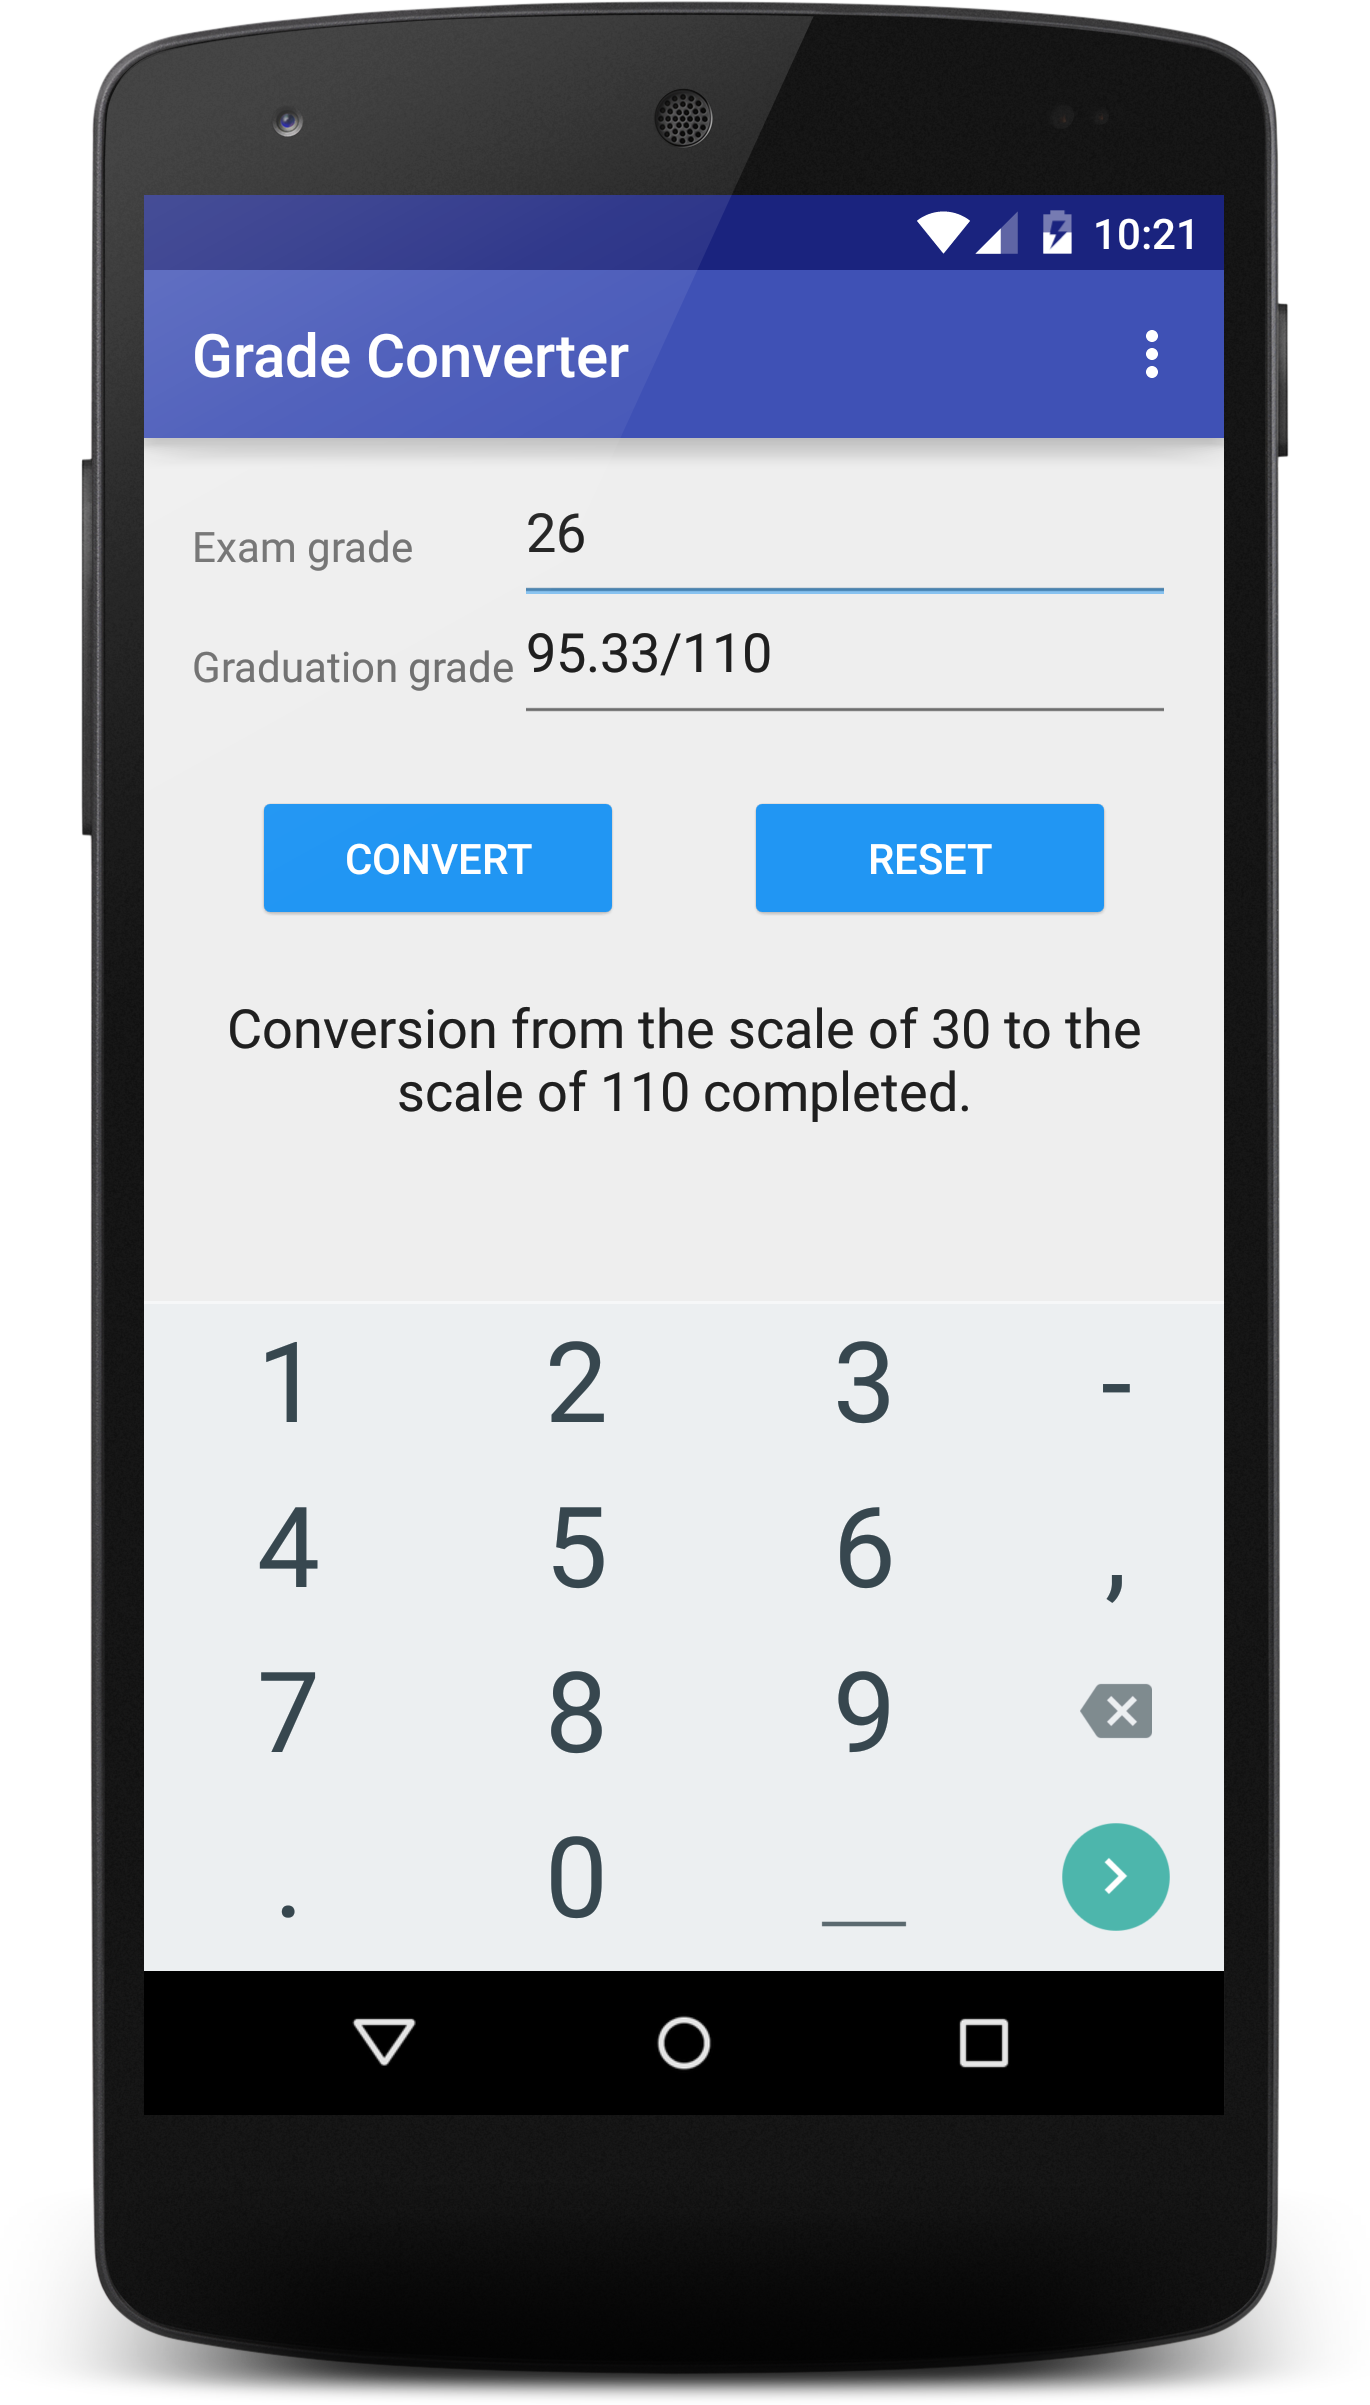 10:21
Grade Converter
Exam grade 26
Graduation grade 95.33/110
CONVERT RESET
Conversion from the scale of 30 to the
scale of 110 completed.
1 2 3 -
4 5 6 ,
7 8 9
. 0 _